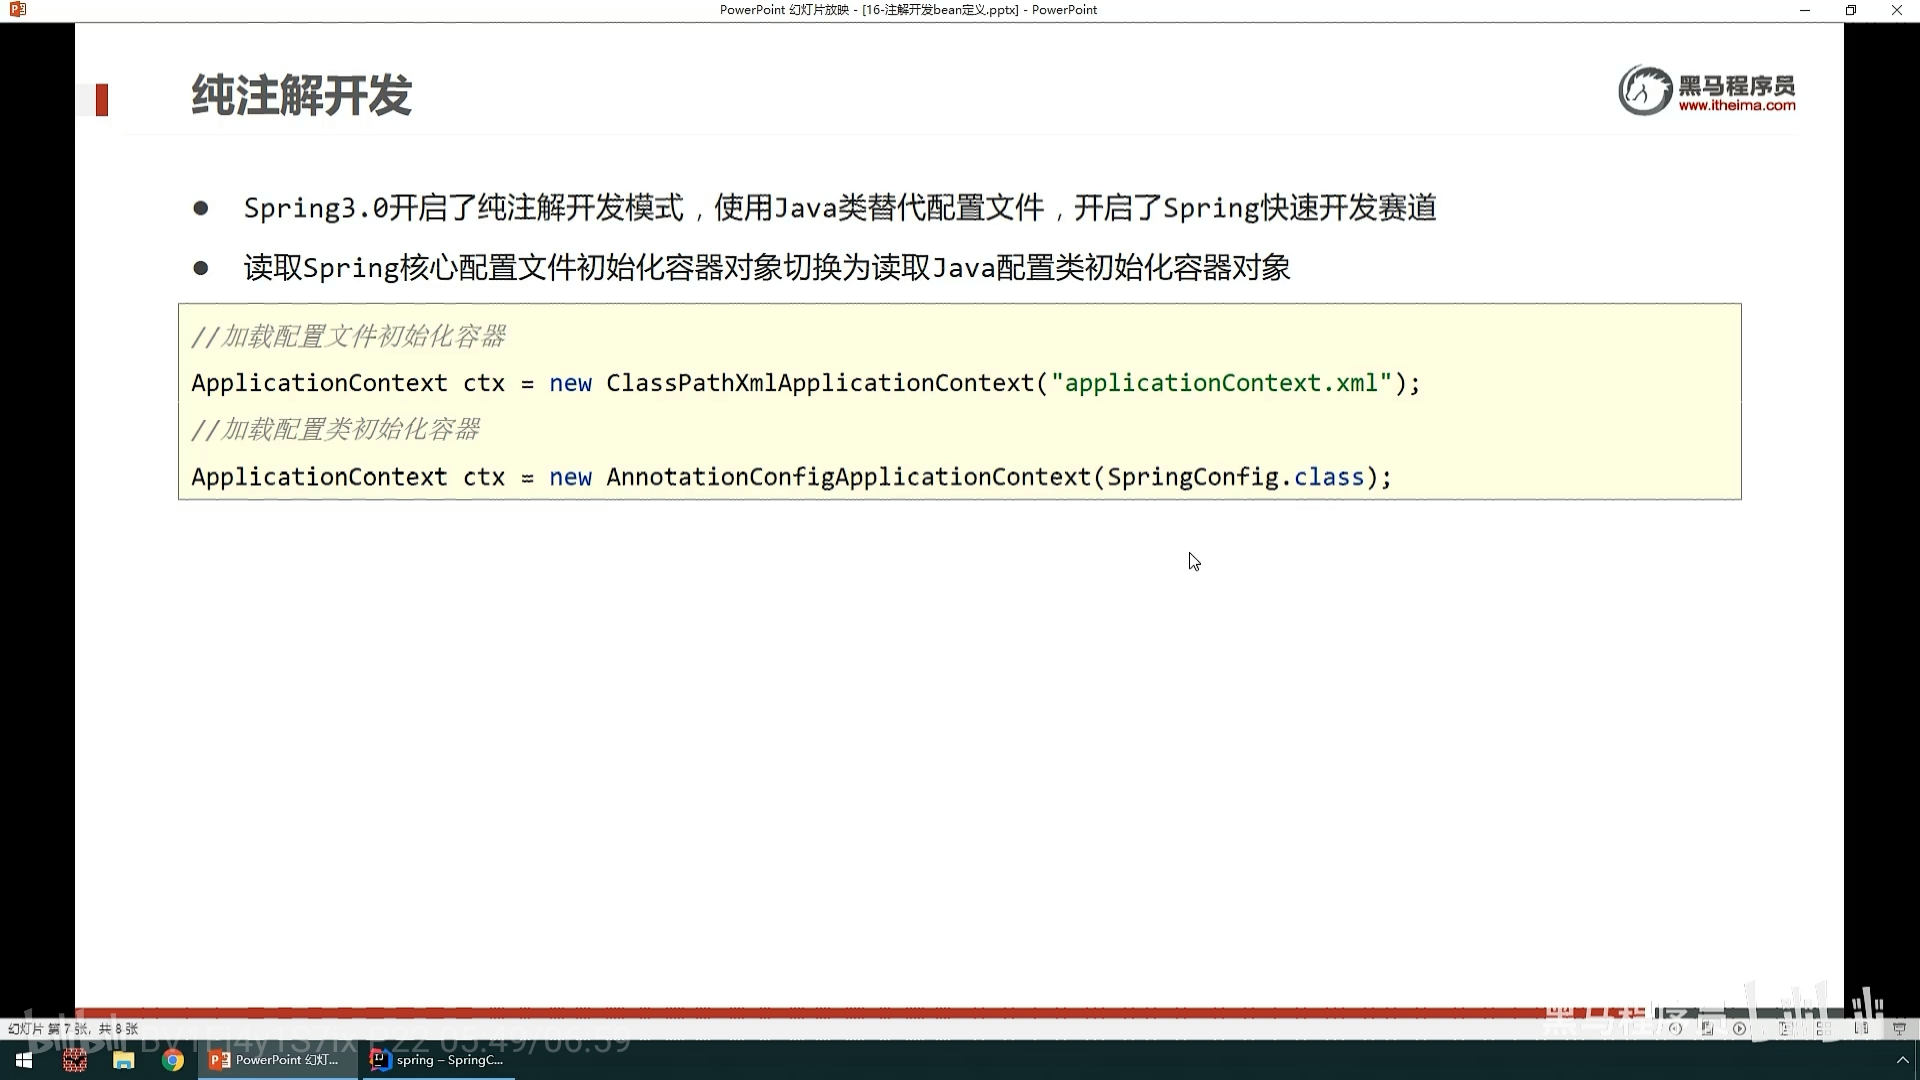 PowerPoint 幻灯片放映 - [16-注解开发bean定义.pptx] - PowerPoint
纯注解开发
黑马程序员
www.itheima.com
Spring3.0开启了纯注解开发模式，使用Java类替代配置文件，开启了Spring快速开发赛道
读取Spring核心配置文件初始化容器对象切换为读取Java配置类初始化容器对象
//加载配置文件初始化容器
ApplicationContext ctx = new ClassPathXmlApplicationContext("applicationContext.xml");
//加载配置类初始化容器
ApplicationContext ctx = new AnnotationConfigApplicationContext(SpringConfig.class);
黑马程序员
幻灯片 第 7 张，共 8 张
05:49/06:59
PowerPoint 幻灯...
spring – SpringC...